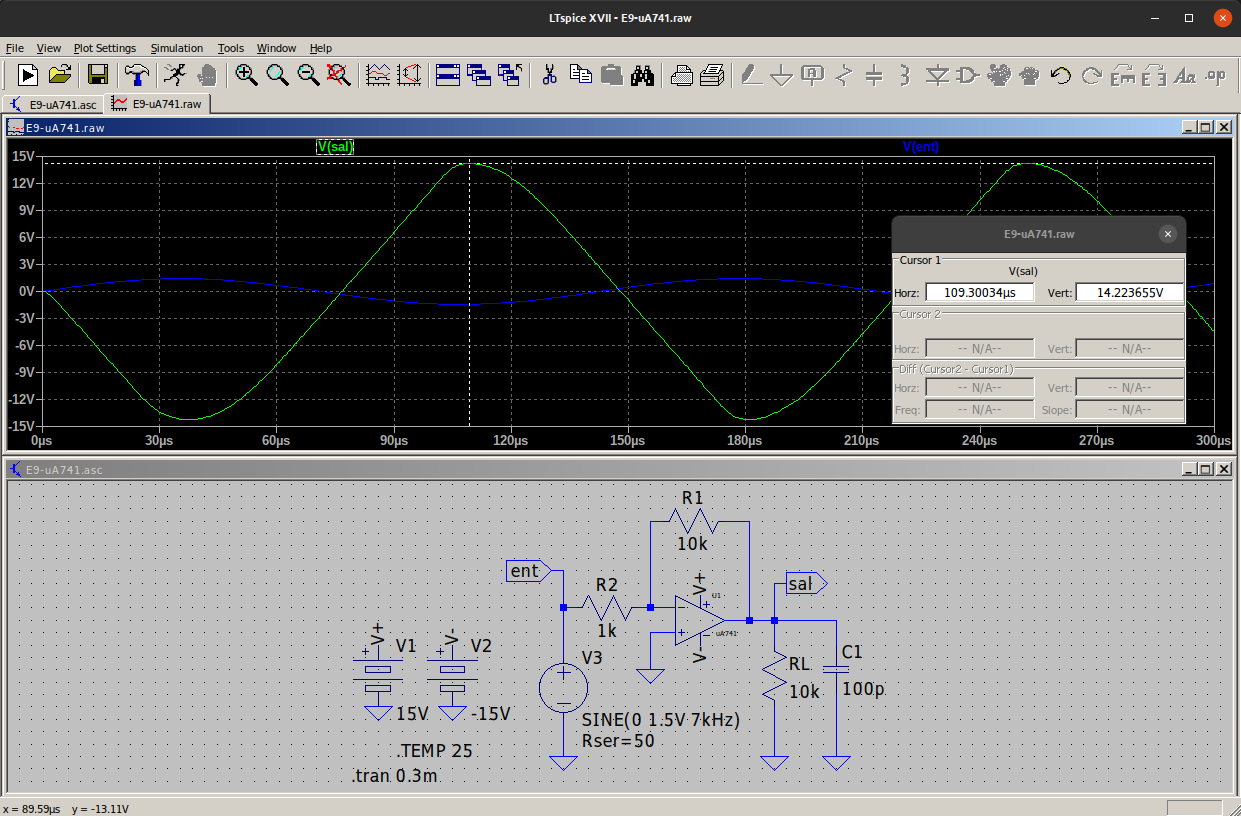 LTspice XVII - E9-uA741.raw
File View Plot Settings Simulation Tools Window Help
.op
E9-uA741.asc E9-uA741.raw
E9-uA741.raw
V(sal) V(ent)
15V
12V
9V
6V
3V
0V
-3V
-6V
-9V
-12V
-15V
0µs 30µs 60µs 90µs 120µs 150µs 180µs 210µs 240µs 270µs 300µs
E9-uA741.raw
Cursor 1
V(sal)
Horz: 109.30034µs Vert: 14.223655V
Cursor 2
Horz: -- N/A-- Vert: -- N/A--
Diff (Cursor2 - Cursor1)
Horz: -- N/A-- Vert: -- N/A--
Freq: -- N/A-- Slope: -- N/A--
E9-uA741.asc
R1
10k
ent
R2
1k
V+
U1
uA741
V-
sal
V+
V1
15V
V-
V2
-15V
V3
SINE(0 1.5V 7kHz)
Rser=50
RL
10k
C1
100p
.TEMP 25
.tran 0.3m
x = 89.59µs y = -13.11V